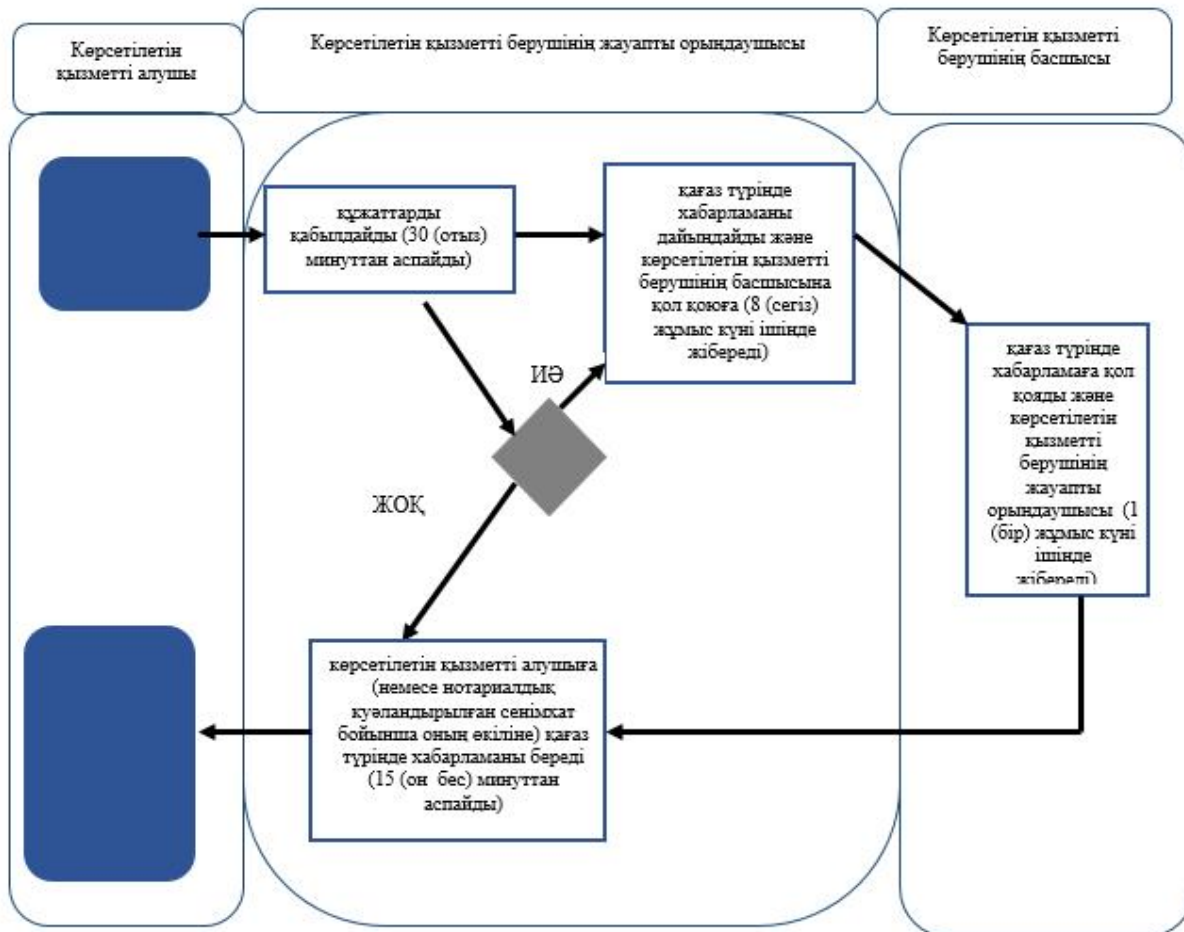 Көрсетілетін
қызметті алушы
Көрсетілетін қызметті берушінің жауапты орындаушысы
Көрсетілетін қызметті
берушінің басшысы
құжаттарды
қабылдайды (30 (отыз)
минуттан аспайды)
қағаз түрінде
хабарламаны
дайындайды және
көрсетілетін қызметті
берушінің басшысына
қол қоюға (8 (сегіз)
жұмыс күні ішінде
жібереді)
қағаз түрінде
хабарламаға қол
қояды және
көрсетілетін
қызметті
берушінің
жауапты
орындаушысы (1
(бір) жұмыс күні
ішінде
жібереді)
ИӘ
ЖОҚ
көрсетілетін қызметті алушыға
(немесе нотариалдық
куәландырылған сенімхат
бойынша оның өкіліне) қағаз
түрінде хабарламаны береді
(15 (он бес) минуттан
аспайды)